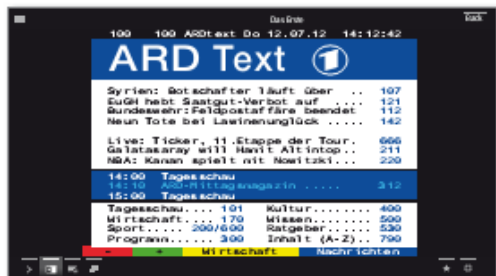 Das Erste
Back
100 100 ARDtext Do 12.07.12 14:12:42
ARD Text 1
Syrien: Botschafter läuft über .. 107
EuGH hebt Saatgut-Verbot auf .... 121
Bundeswehr:Feldpostaffäre beendet 112
Neun Tote bei Lawinenunglück ..... 142
Live: Ticker, 11.Etappe der Tour. 666
Galatasaray will Hamit Altintop.. 211
NBA: Kaman spielt mit Nowitzki... 220
14:00 Tagesschau
14:10 ARD-Mittagsmagazin ..... 312
15:00 Tagesschau
Tagesschau.... 101 Kultur....... 400
Wirtschaft.... 170 Wissen....... 500
Sport..... 200/600 Ratgeber..... 530
Programm..... 300 Inhalt (A-Z).. 790
- + Wirtschaft Nachrichten